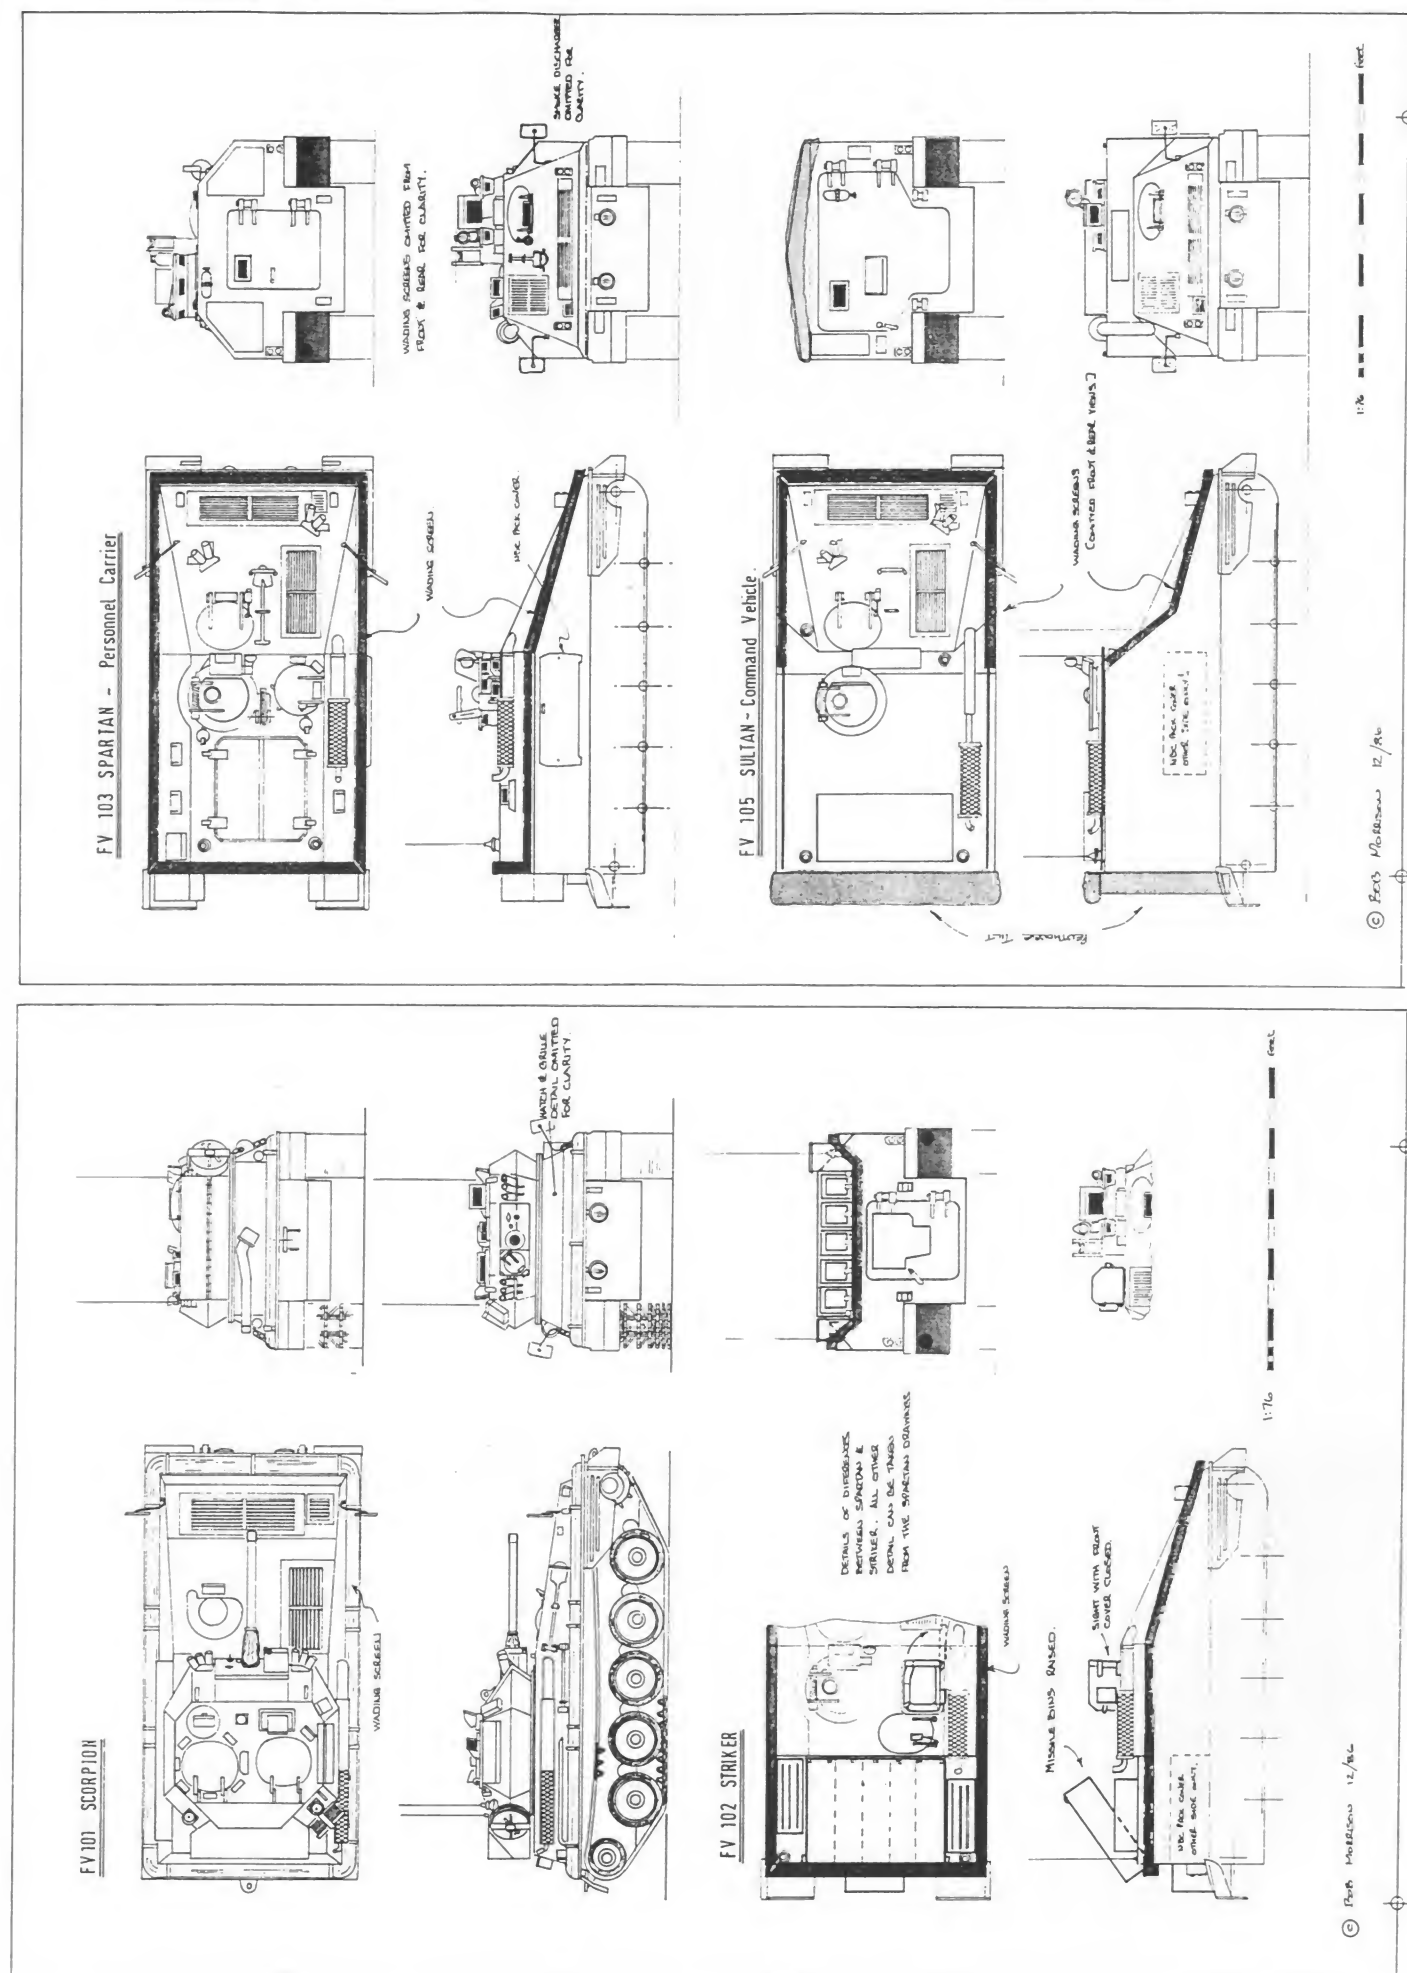 FV 103 SPARTAN - Personnel Carrier
WADING SCREENS OMITTED FROM
FRONT & REAR FOR CLARITY.
SMOKE DISCHARGER
OMITTED FOR
CLARITY.
WADING SCREEN
NBC PACK COVER
FV 105 SULTAN - Command Vehicle.
WADING SCREENS
[OMITTED FRONT & REAR VIEWS]
NBC PACK COVER
OTHER SIDE ONLY
PENTHOUSE TILT
1:76
Feet
© BOB MORRISON 12/86
FV101 SCORPION
WADING SCREEN
HATCH & GRILLE
DETAIL OMITTED
FOR CLARITY.
FV 102 STRIKER
DETAILS OF DIFFERENCES
BETWEEN SPARTAN &
STRIKER. ALL OTHER
DETAIL CAN BE TAKEN
FROM THE SPARTAN DRAWINGS
WADING SCREEN
MISSILE BINS RAISED.
SIGHT WITH FRONT
COVER CLOSED.
NBC PACK COVER
OTHER SIDE ONLY.
1:76
Feet
© BOB MORRISON 12/86